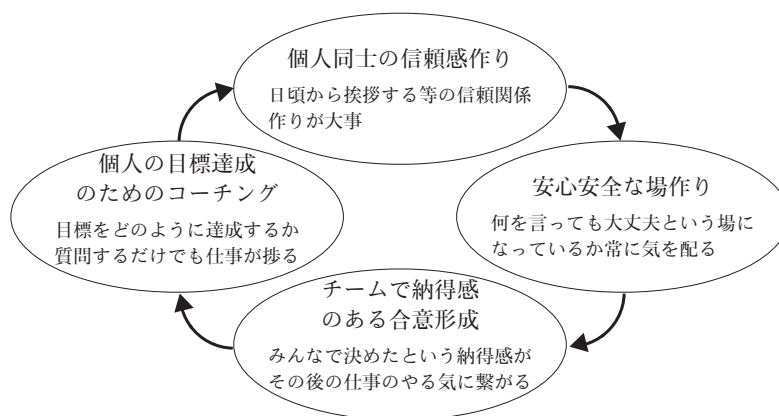 個人同士の信頼感作り
日頃から挨拶する等の信頼関係
作りが大事
安心安全な場作り
何を言っても大丈夫という場に
なっているか常に気を配る
チームで納得感
のある合意形成
みんなで決めたという納得感が
その後の仕事のやる気に繋がる
個人の目標達成
のためのコーチング
目標をどのように達成するか
質問するだけでも仕事が捗る